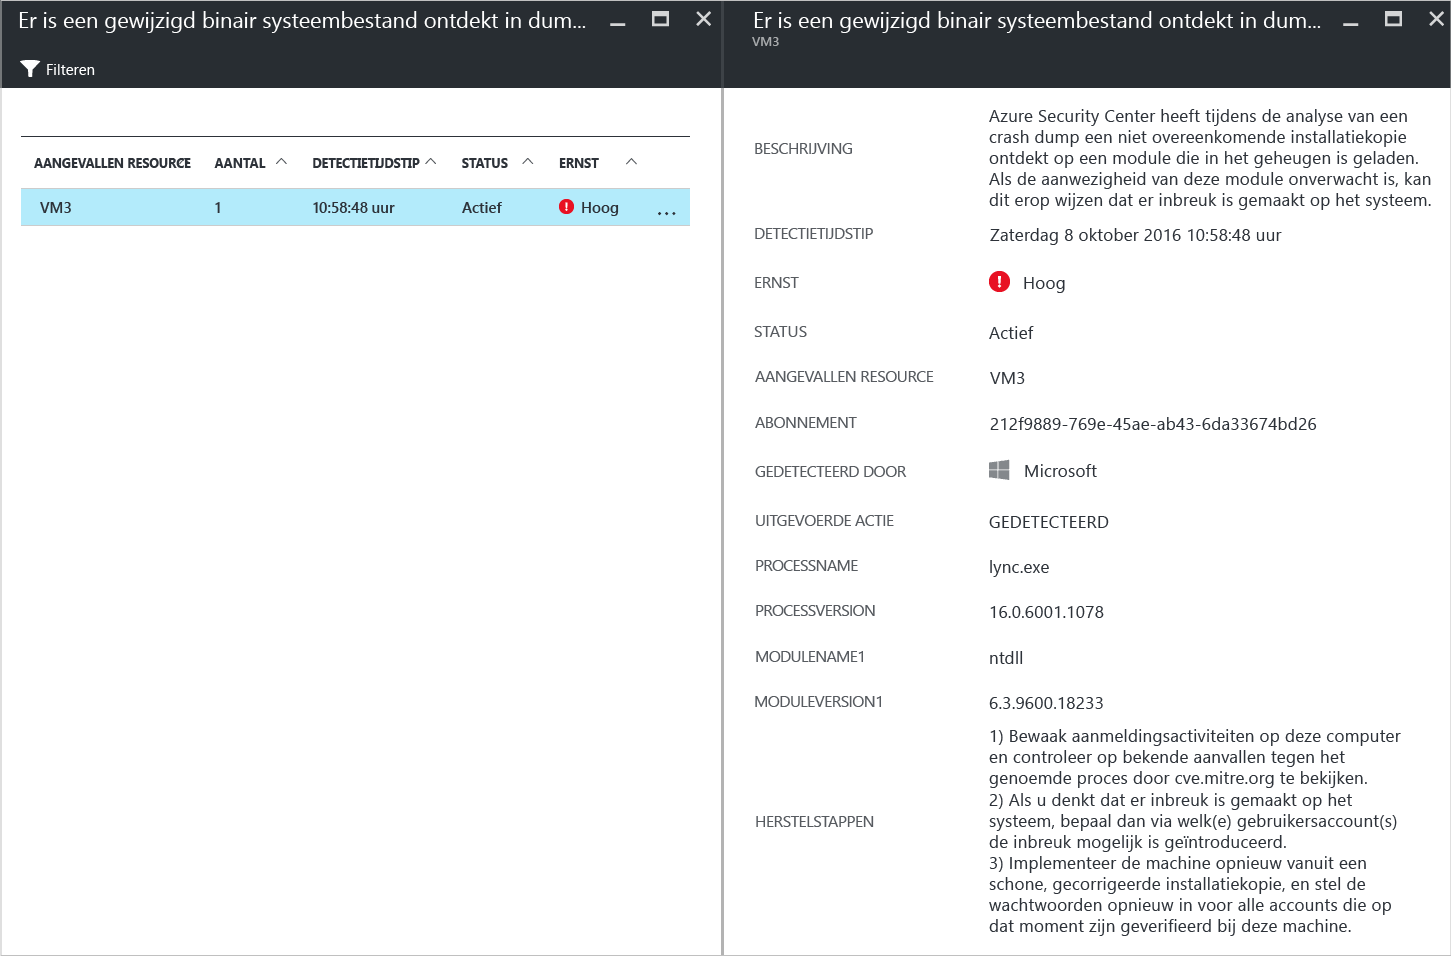 Er is een gewijzigd binair systeembestand ontdekt in dum...
Filteren
AANGEVALLEN RESOURCE AANTAL DETECTIETIJDSTIP STATUS ERNST
VM3 1 10:58:48 uur Actief Hoog ...
Er is een gewijzigd binair systeembestand ontdekt in dum...
VM3
BESCHRIJVING
Azure Security Center heeft tijdens de analyse van een
crash dump een niet overeenkomende installatiekopie
ontdekt op een module die in het geheugen is geladen.
Als de aanwezigheid van deze module onverwacht is, kan
dit erop wijzen dat er inbreuk is gemaakt op het systeem.
DETECTIETIJDSTIP Zaterdag 8 oktober 2016 10:58:48 uur
ERNST Hoog
STATUS Actief
AANGEVALLEN RESOURCE VM3
ABONNEMENT 212f9889-769e-45ae-ab43-6da33674bd26
GEDETECTEERD DOOR Microsoft
UITGEVOERDE ACTIE GEDETECTEERD
PROCESSNAME lync.exe
PROCESSVERSION 16.0.6001.1078
MODULENAME1 ntdll
MODULEVERSION1 6.3.9600.18233
HERSTELSTAPPEN
1) Bewaak aanmeldingsactiviteiten op deze computer
en controleer op bekende aanvallen tegen het
genoemde proces door cve.mitre.org te bekijken.
2) Als u denkt dat er inbreuk is gemaakt op het
systeem, bepaal dan via welk(e) gebruikersaccount(s)
de inbreuk mogelijk is geïntroduceerd.
3) Implementeer de machine opnieuw vanuit een
schone, gecorrigeerde installatiekopie, en stel de
wachtwoorden opnieuw in voor alle accounts die op
dat moment zijn geverifieerd bij deze machine.